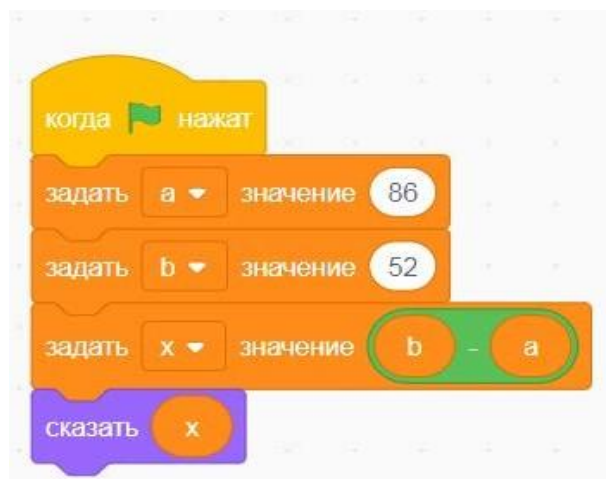 когда нажат
задать a значение 86
задать b значение 52
задать x значение b - a
сказать x